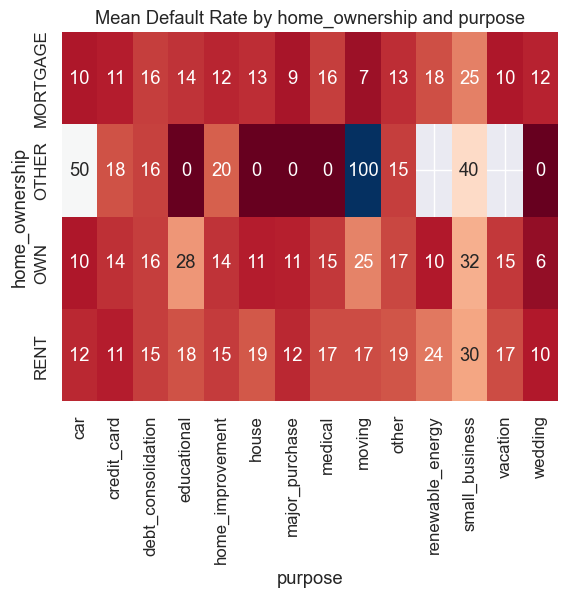 Mean Default Rate by home_ownership and purpose
home_ownership
MORTGAGE 10 11 16 14 12 13 9 16 7 13 18 25 10 12
OTHER 50 18 16 0 20 0 0 0 100 15 40 0
OWN 10 14 16 28 14 11 11 15 25 17 10 32 15 6
RENT 12 11 15 18 15 19 12 17 17 19 24 30 17 10
car credit_card debt_consolidation educational home_improvement house major_purchase medical moving other renewable_energy small_business vacation wedding
purpose